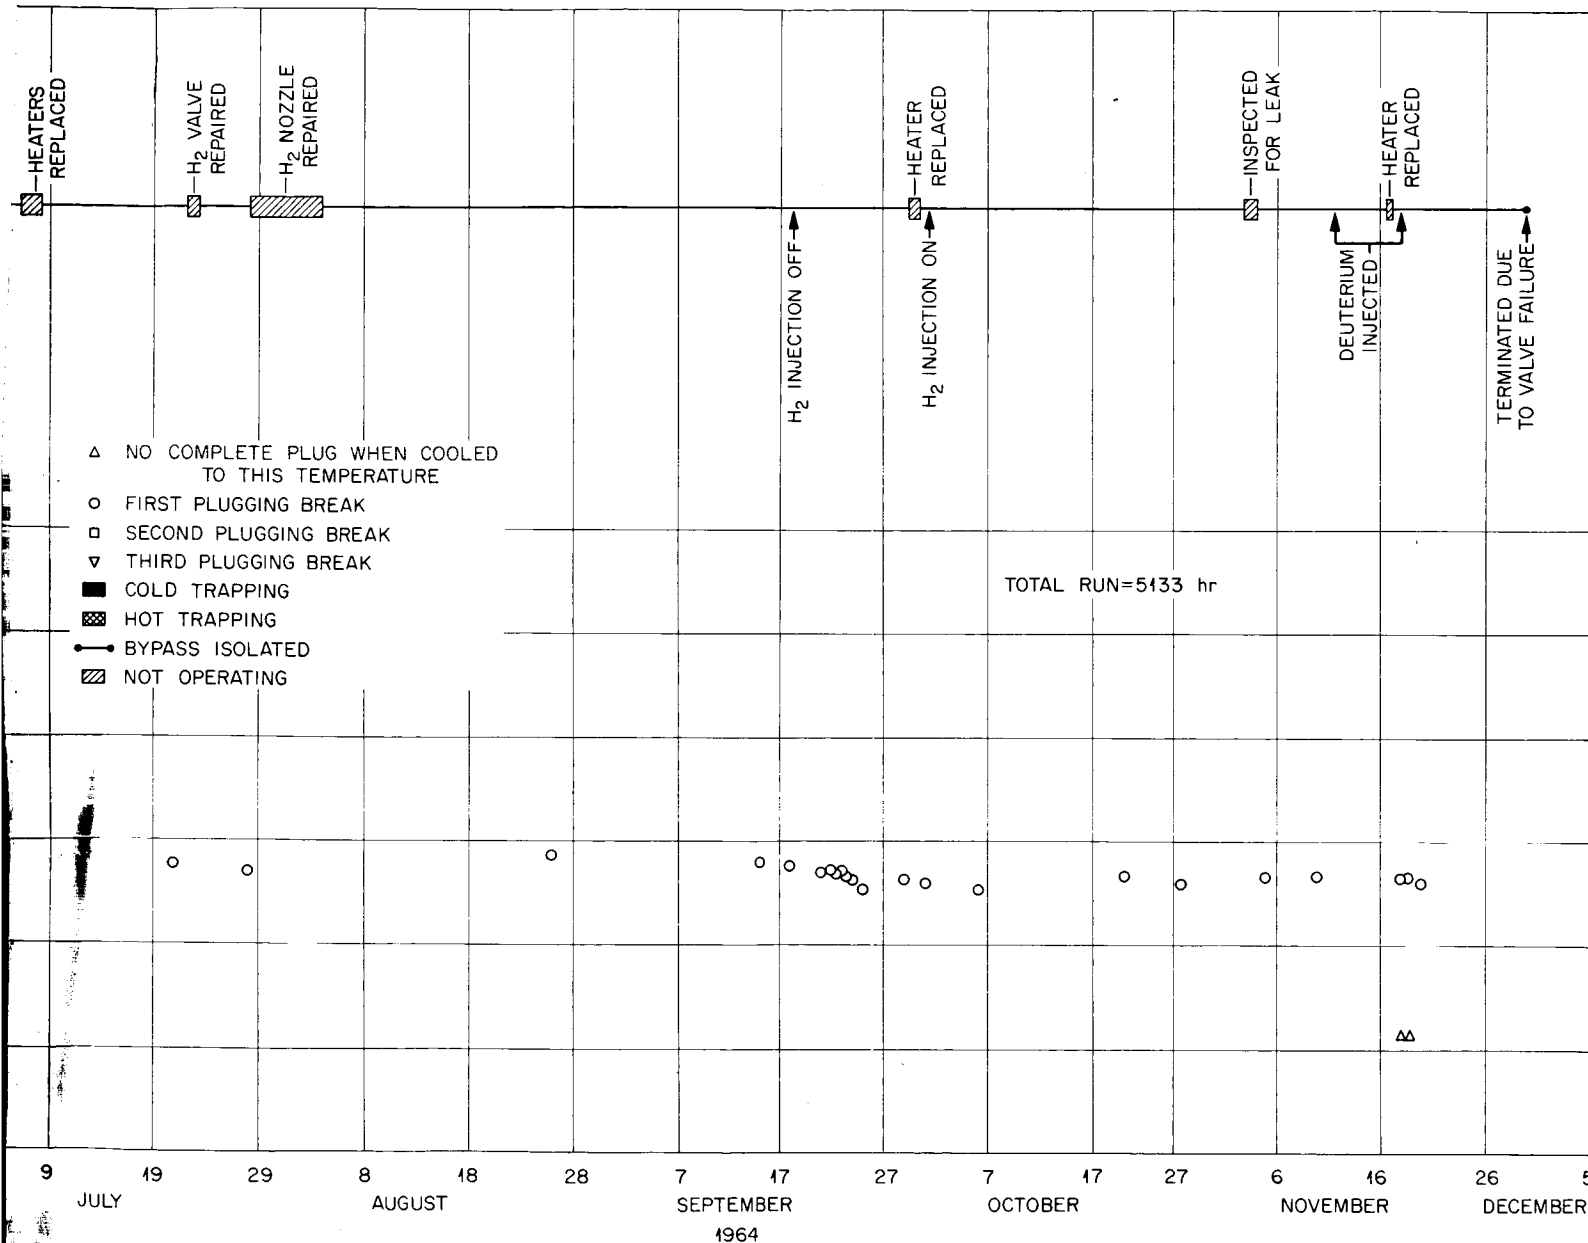 HEATERS
REPLACED
H2 VALVE
REPAIRED
H2 NOZZLE
REPAIRED
HEATER
REPLACED
INSPECTED
FOR LEAK
HEATER
REPLACED
H2 INJECTION OFF
H2 INJECTION ON
DEUTERIUM
INJECTED
TERMINATED DUE
TO VALVE FAILURE
NO COMPLETE PLUG WHEN COOLED
TO THIS TEMPERATURE
FIRST PLUGGING BREAK
SECOND PLUGGING BREAK
THIRD PLUGGING BREAK
COLD TRAPPING
HOT TRAPPING
BYPASS ISOLATED
NOT OPERATING
TOTAL RUN=5133 hr
9 19 29 8 18 28 7 17 27 7 17 27 6 16 26 5
JULY AUGUST SEPTEMBER OCTOBER NOVEMBER DECEMBER
1964